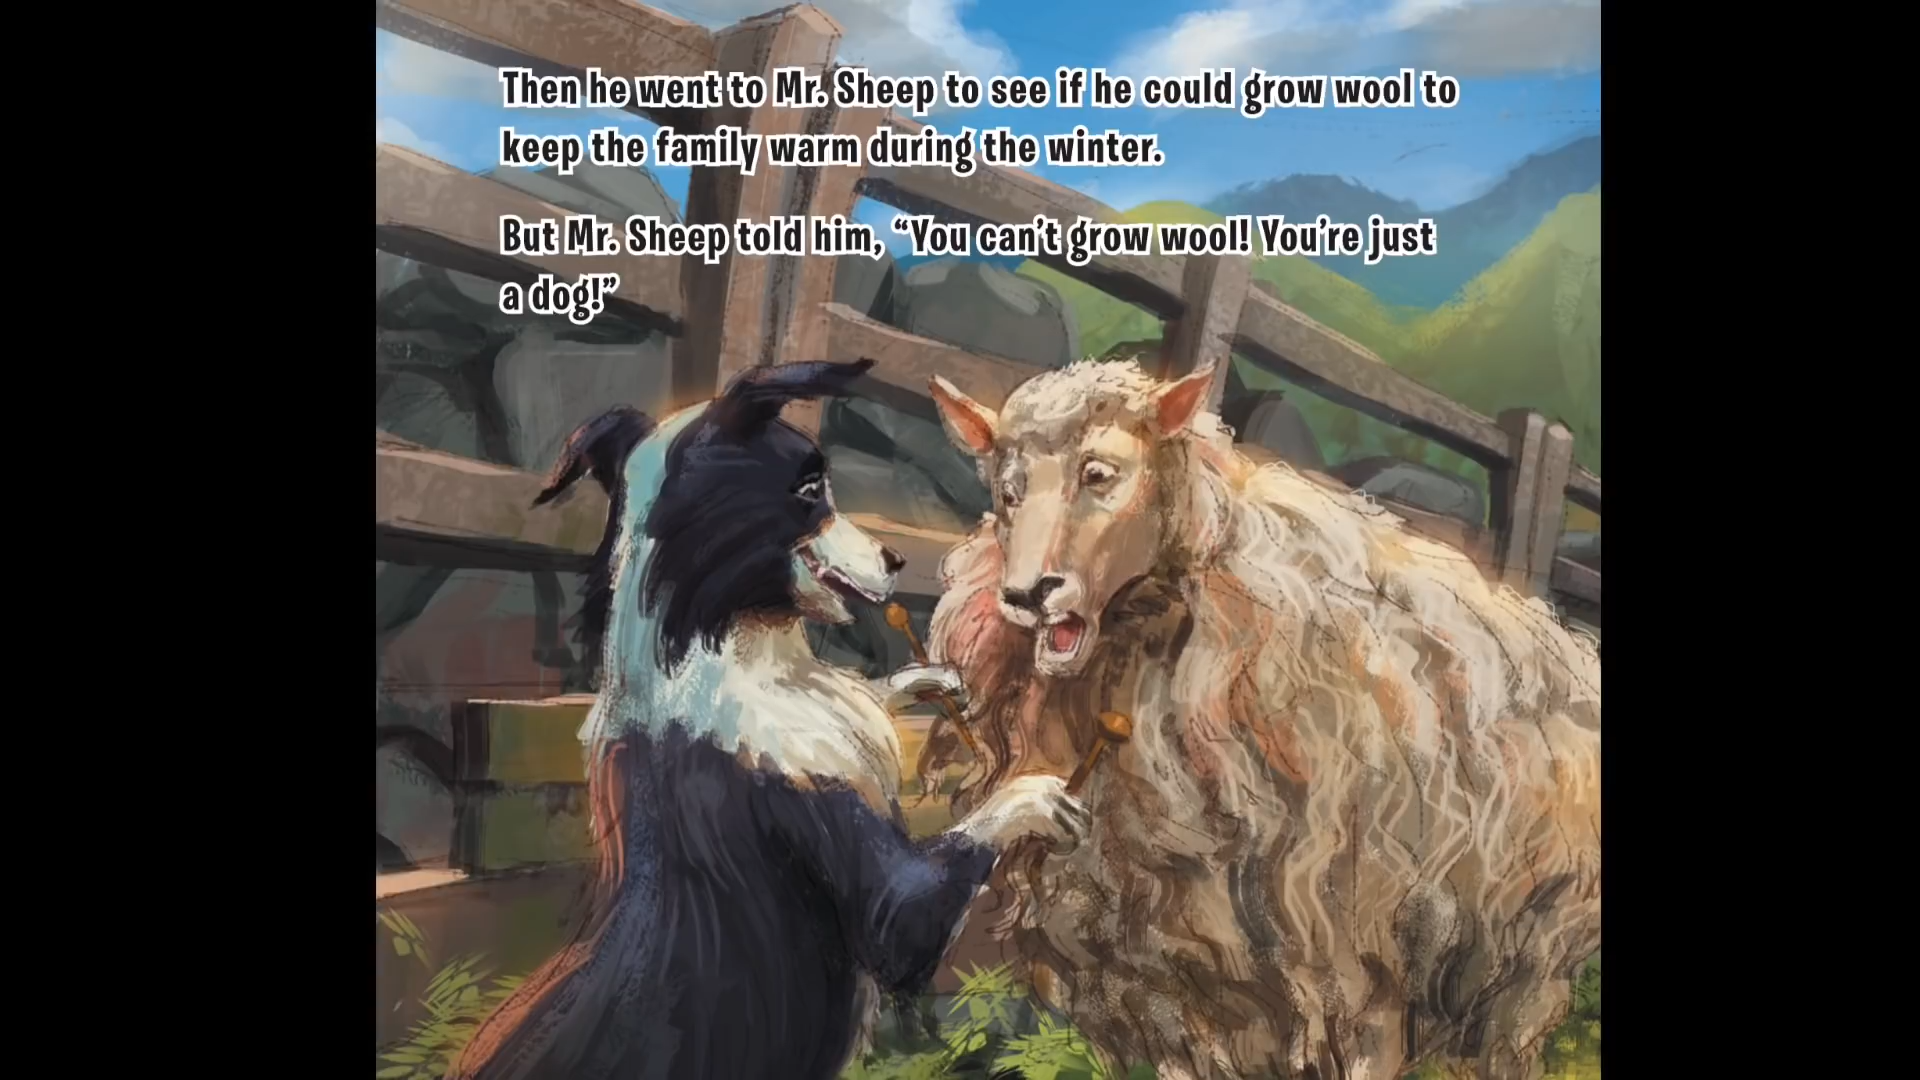 Then he went to Mr. Sheep to see if he could grow wool to
keep the family warm during the winter.
But Mr. Sheep told him, “You can’t grow wool! You’re just
a dog!”